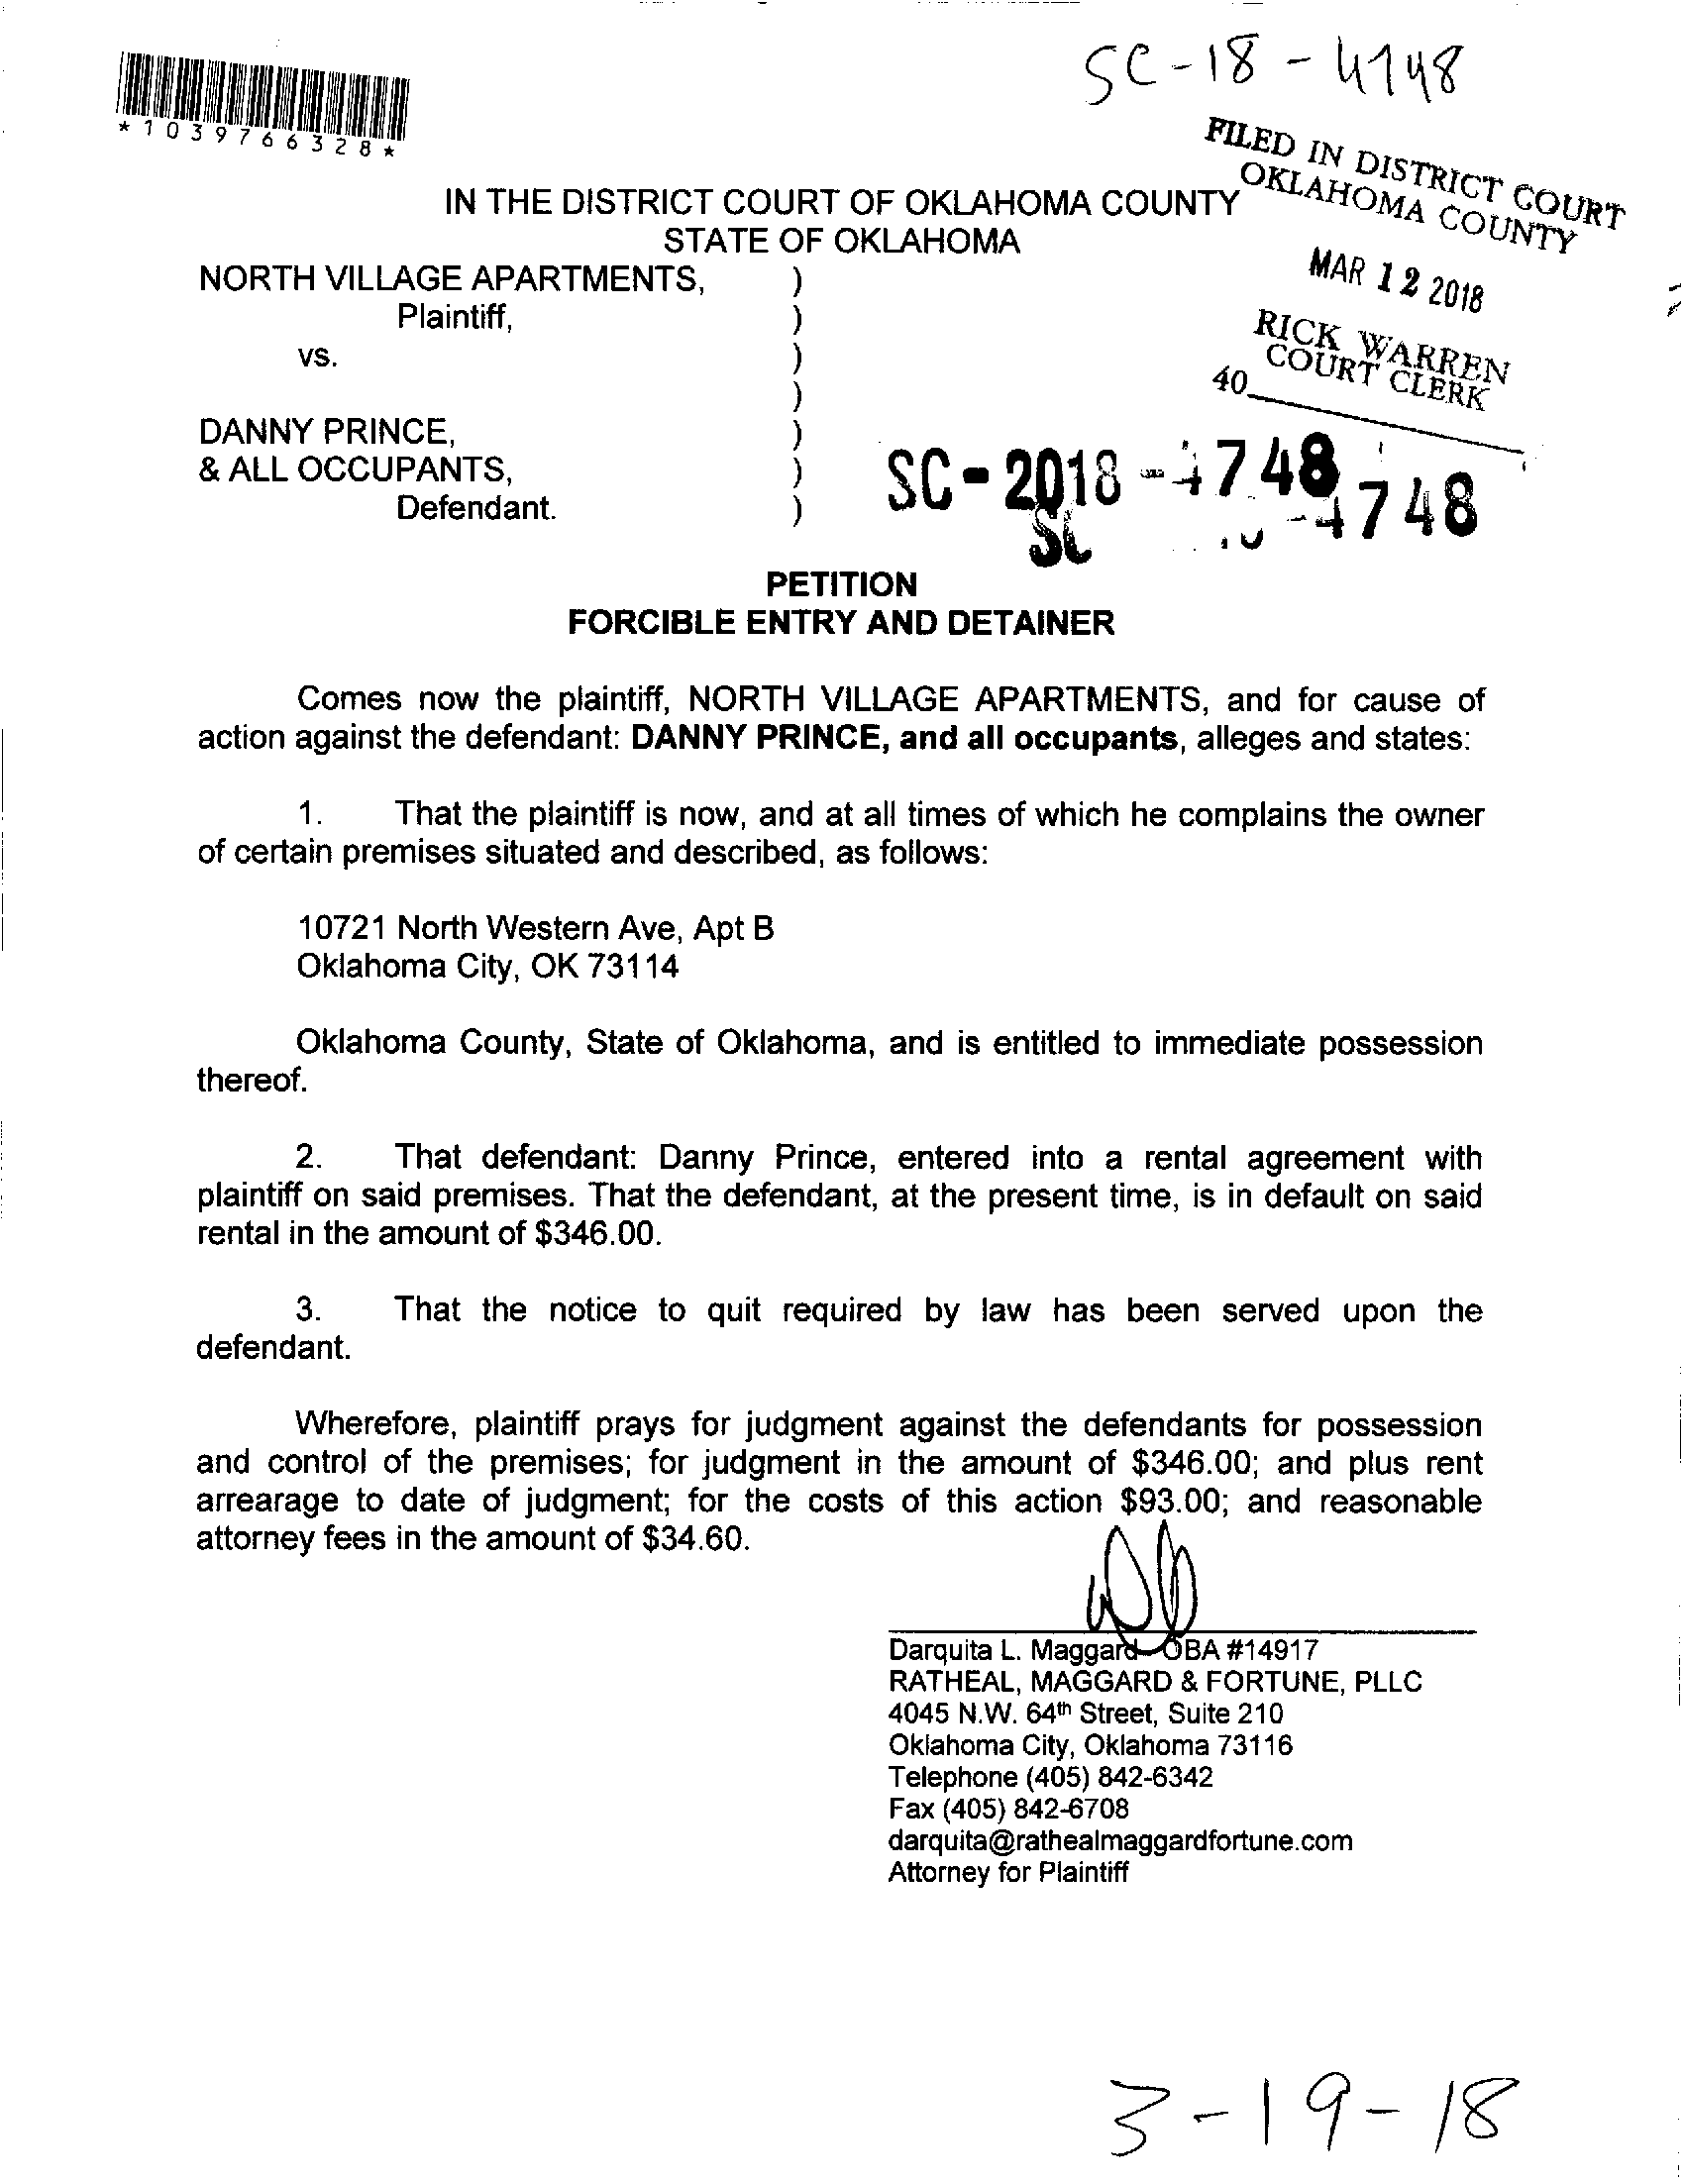 SC-18-4748
*1039766328*
FILED IN DISTRICT COURT
OKLAHOMA COUNTY
MAR 12 2018
RICK WARREN
COURT CLERK
40
IN THE DISTRICT COURT OF OKLAHOMA COUNTY
STATE OF OKLAHOMA
NORTH VILLAGE APARTMENTS, )
Plaintiff, )
vs. )
)
DANNY PRINCE, )
& ALL OCCUPANTS, )
Defendant. )
SC-2018-4748
SC -4748
PETITION
FORCIBLE ENTRY AND DETAINER
Comes now the plaintiff, NORTH VILLAGE APARTMENTS, and for cause of
action against the defendant: DANNY PRINCE, and all occupants, alleges and states:
1. That the plaintiff is now, and at all times of which he complains the owner
of certain premises situated and described, as follows:
10721 North Western Ave, Apt B
Oklahoma City, OK 73114
Oklahoma County, State of Oklahoma, and is entitled to immediate possession
thereof.
2. That defendant: Danny Prince, entered into a rental agreement with
plaintiff on said premises. That the defendant, at the present time, is in default on said
rental in the amount of $346.00.
3. That the notice to quit required by law has been served upon the
defendant.
Wherefore, plaintiff prays for judgment against the defendants for possession
and control of the premises; for judgment in the amount of $346.00; and plus rent
arrearage to date of judgment; for the costs of this action $93.00; and reasonable
attorney fees in the amount of $34.60.
Darquita L. Maggard OBA #14917
RATHEAL, MAGGARD & FORTUNE, PLLC
4045 N.W. 64th Street, Suite 210
Oklahoma City, Oklahoma 73116
Telephone (405) 842-6342
Fax (405) 842-6708
darquita@rathealmaggardfortune.com
Attorney for Plaintiff
3-19-18